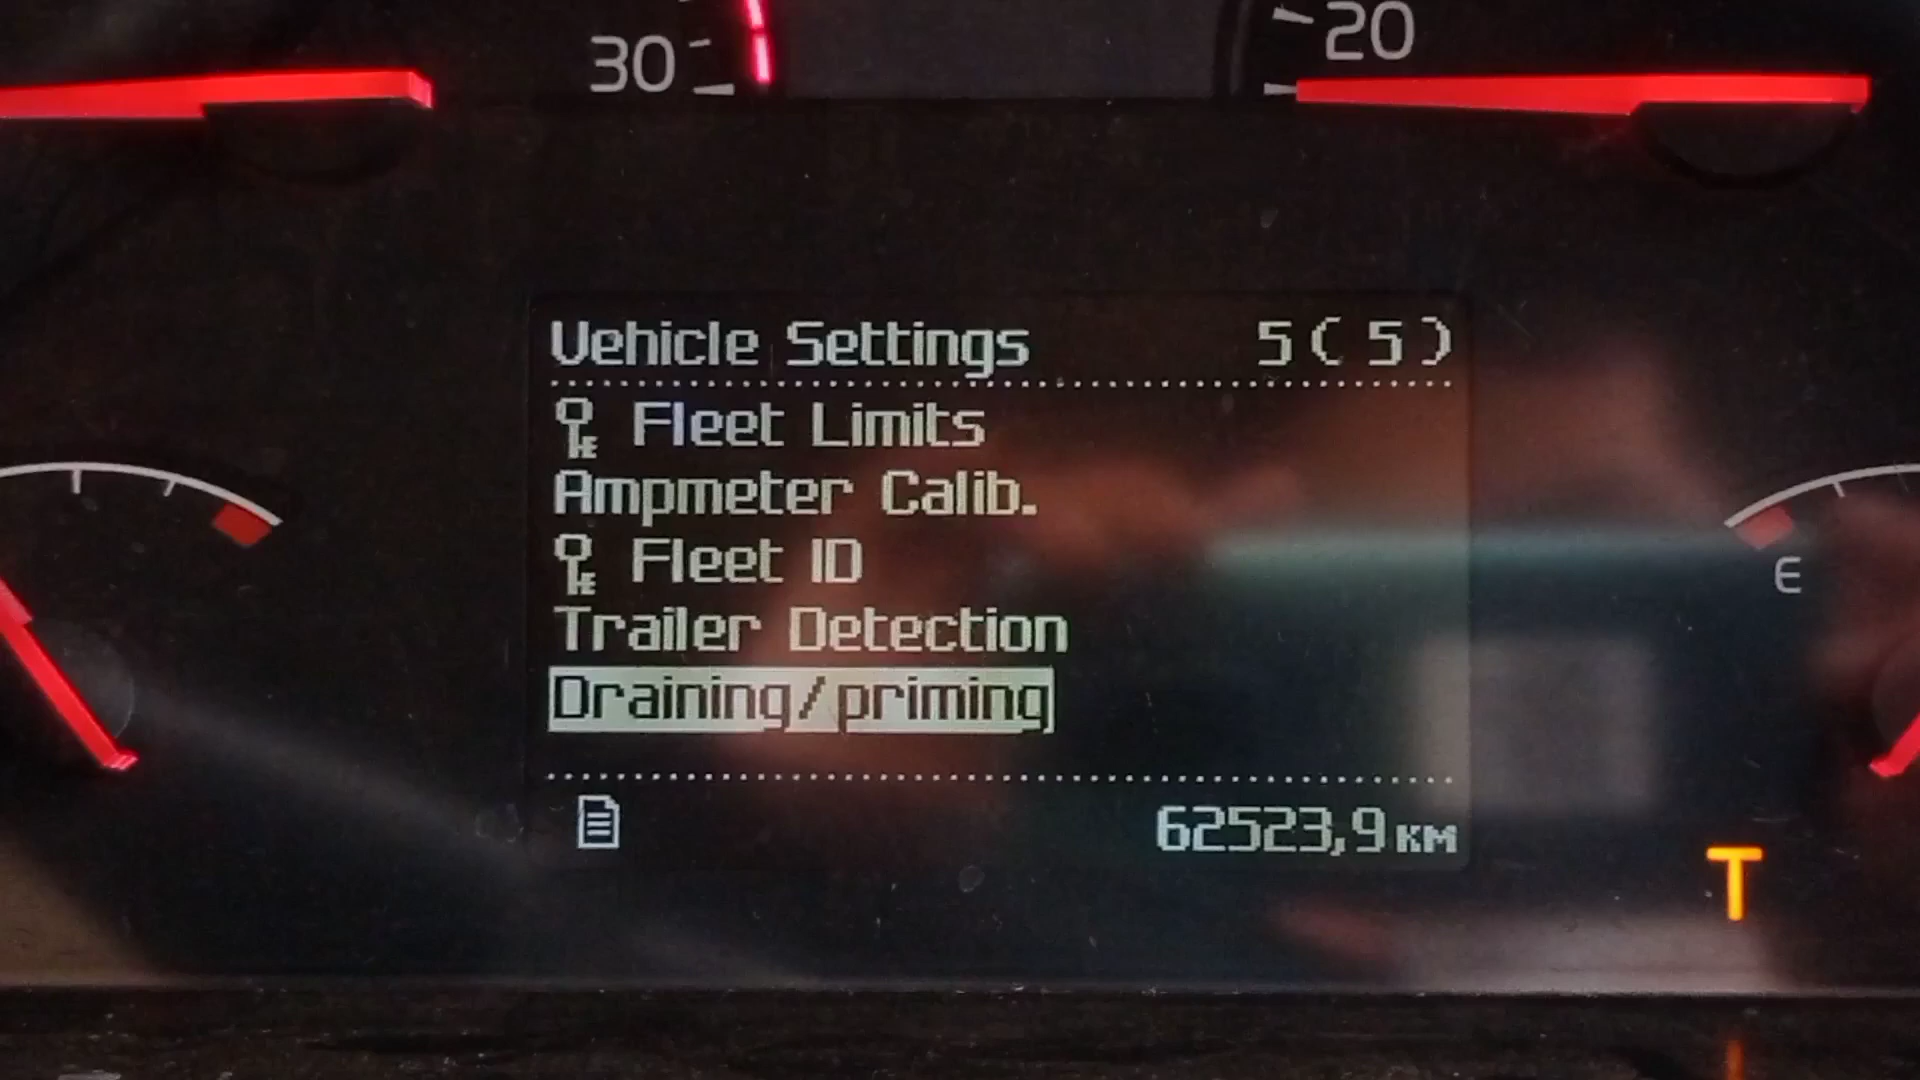 30
20
Vehicle Settings 5( 5)
Fleet Limits
Ampmeter Calib.
Fleet ID
Trailer Detection
Draining/priming
E
62523,9 км
T